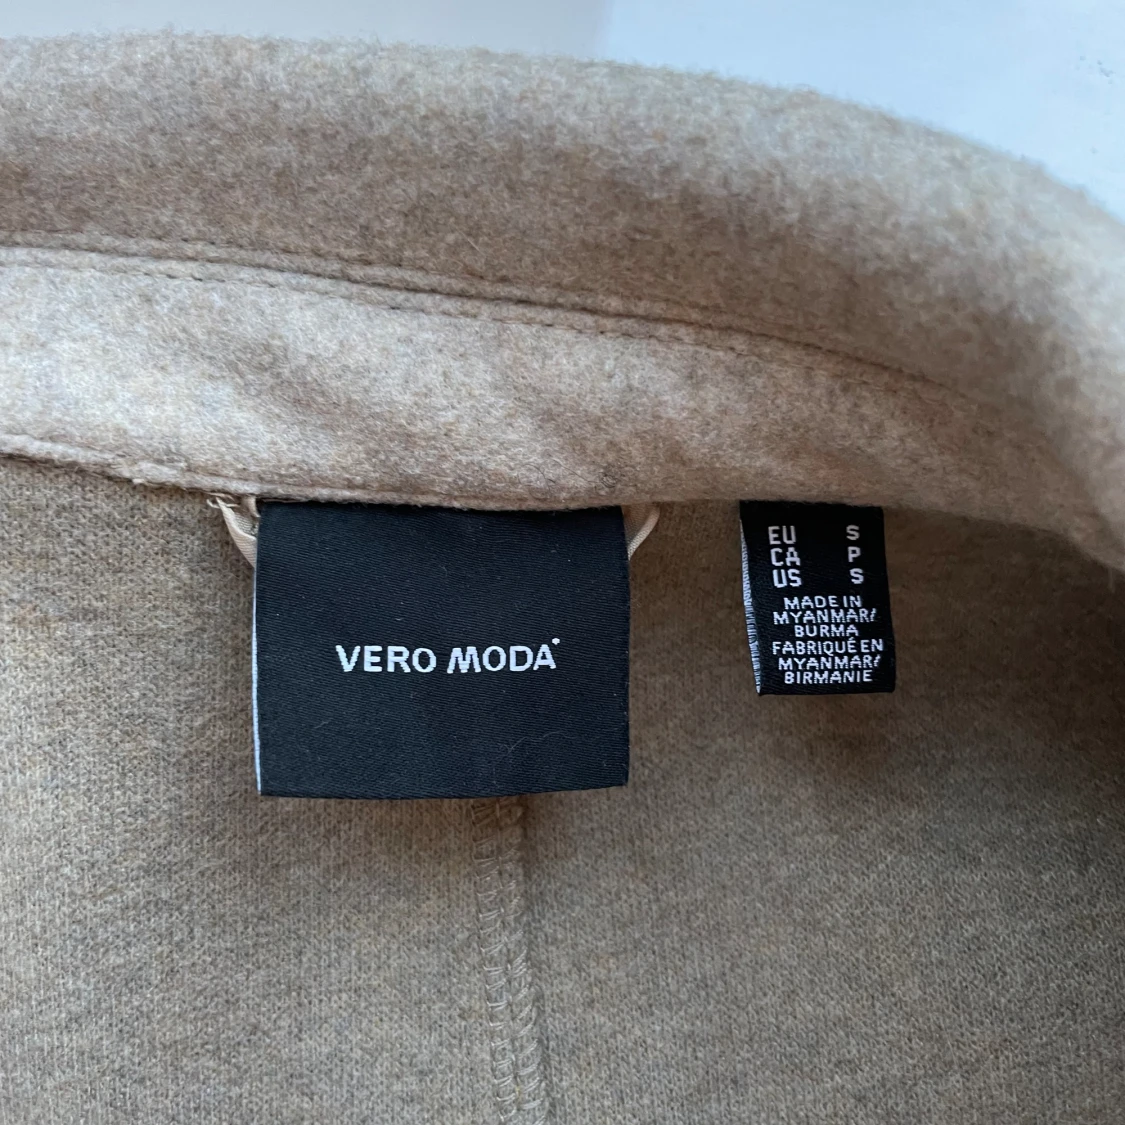 VERO MODA
EU S
CA P
US S
MADE IN
MYANMAR/
BURMA
FABRIQUÉ EN
MYANMAR/
BIRMANIE